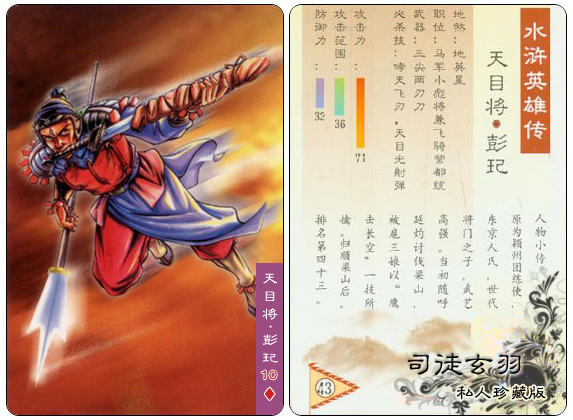 天目将·彭玘
10
水浒英雄传
天目将·彭玘
地煞：地英星
职位：马军小彪将兼飞骑营都统
武器：三尖两刃刀
必杀技：哮天飞刃、天目光射弹
攻击力：
71
攻击范围：
36
防御力：
32
人物小传：
原为颖州团练使，
东京人氏，世代
将门之子，武艺
高强。当初随呼
延灼讨伐梁山，
被扈三娘以“鹰
击长空”一技所
擒。归顺梁山后，
排名第四十三。
43
司徒玄羽
私人珍藏版